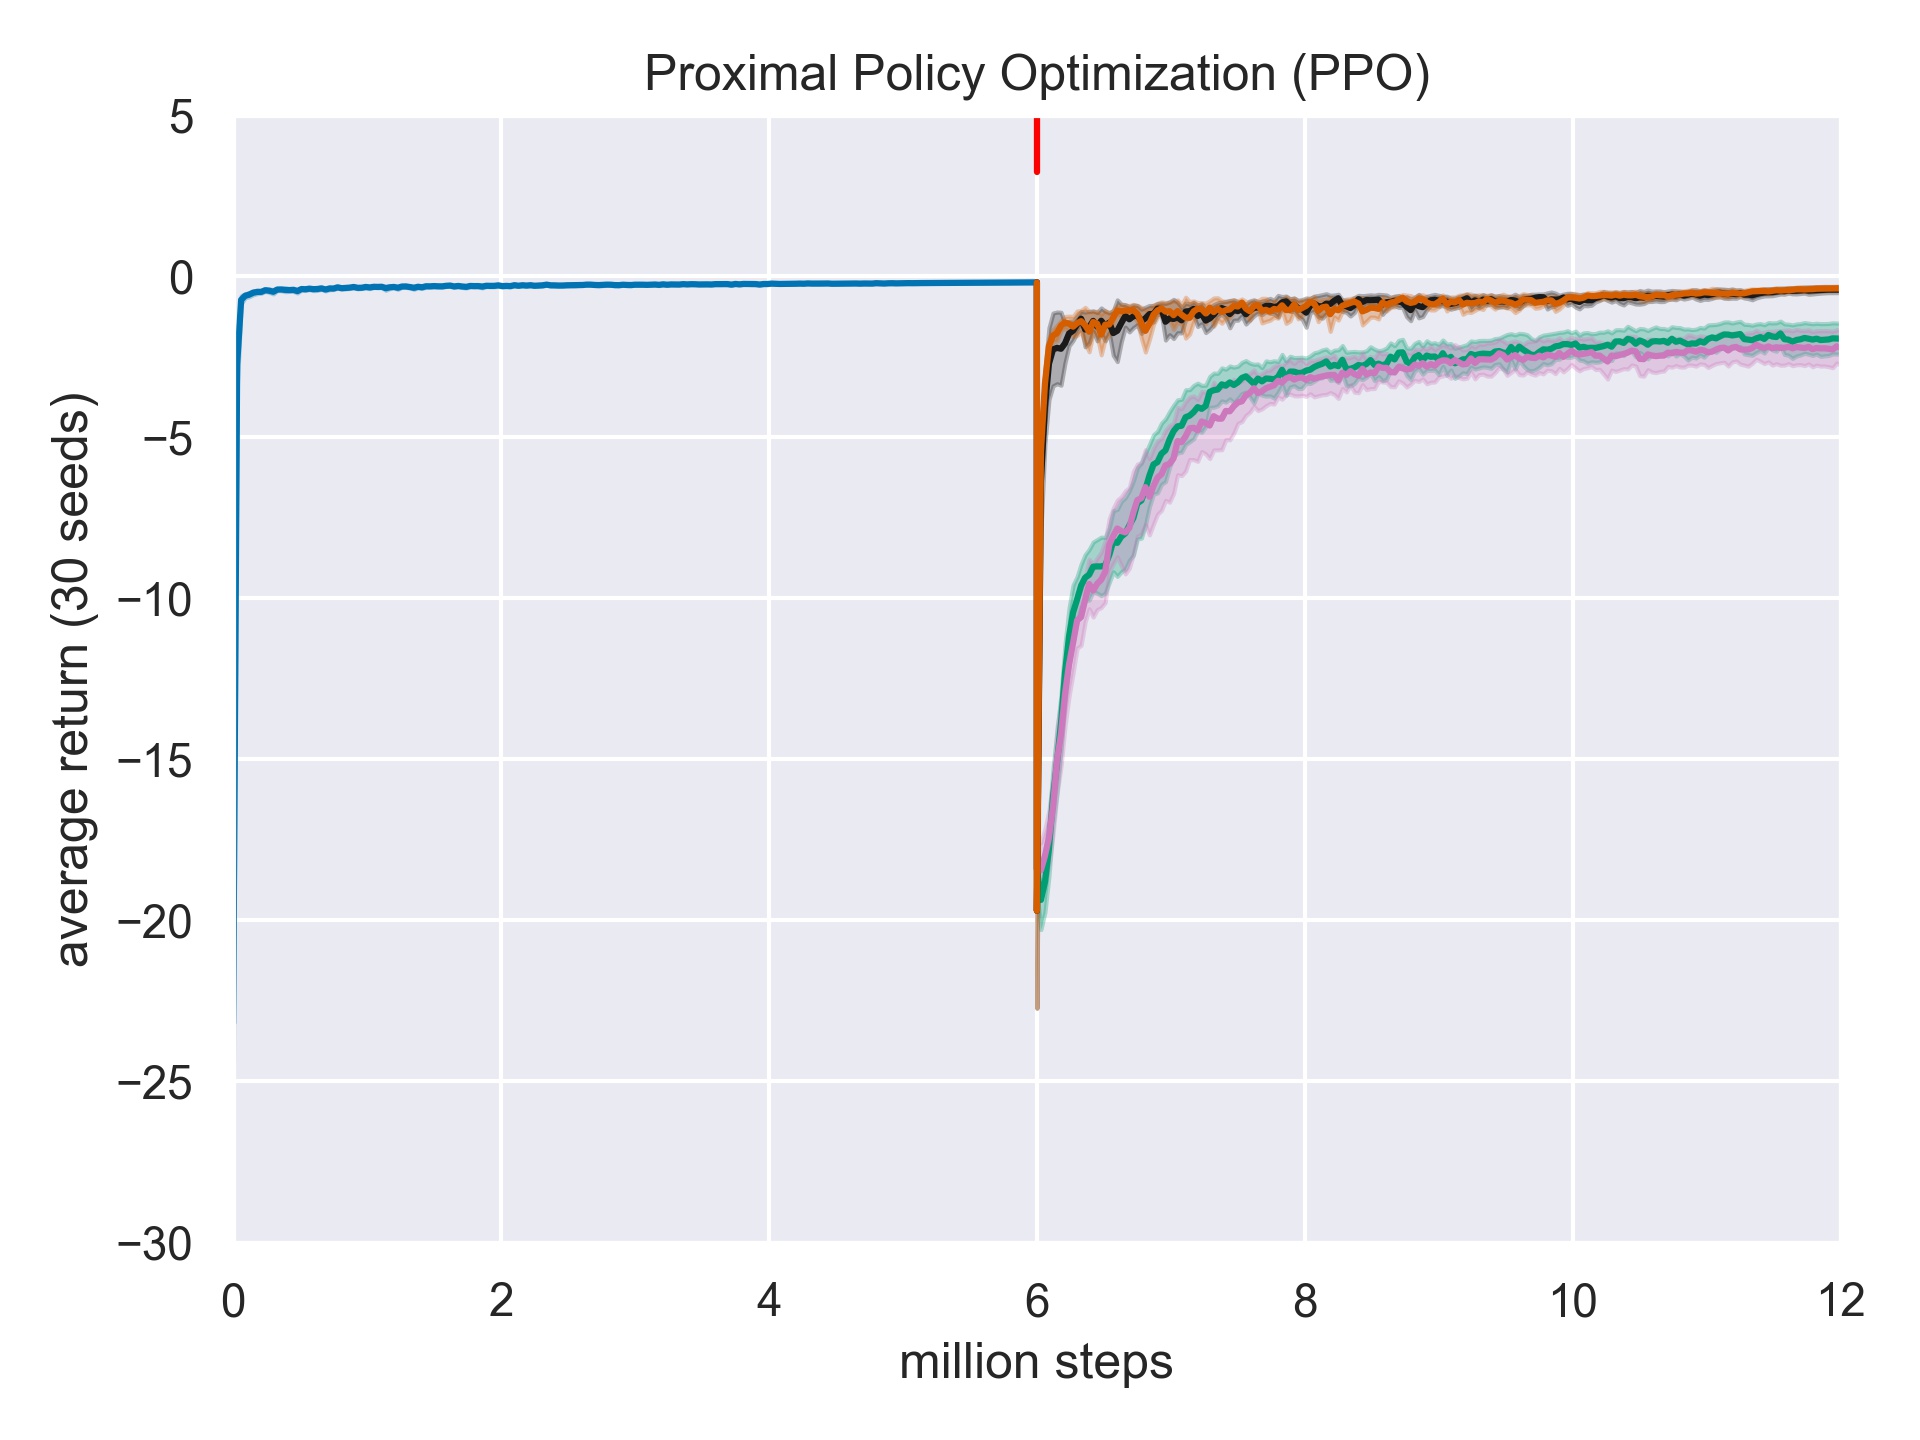 Proximal Policy Optimization (PPO)
5
0
−5
−10
−15
−20
−25
−30
average return (30 seeds)
0 2 4 6 8 10 12
million steps